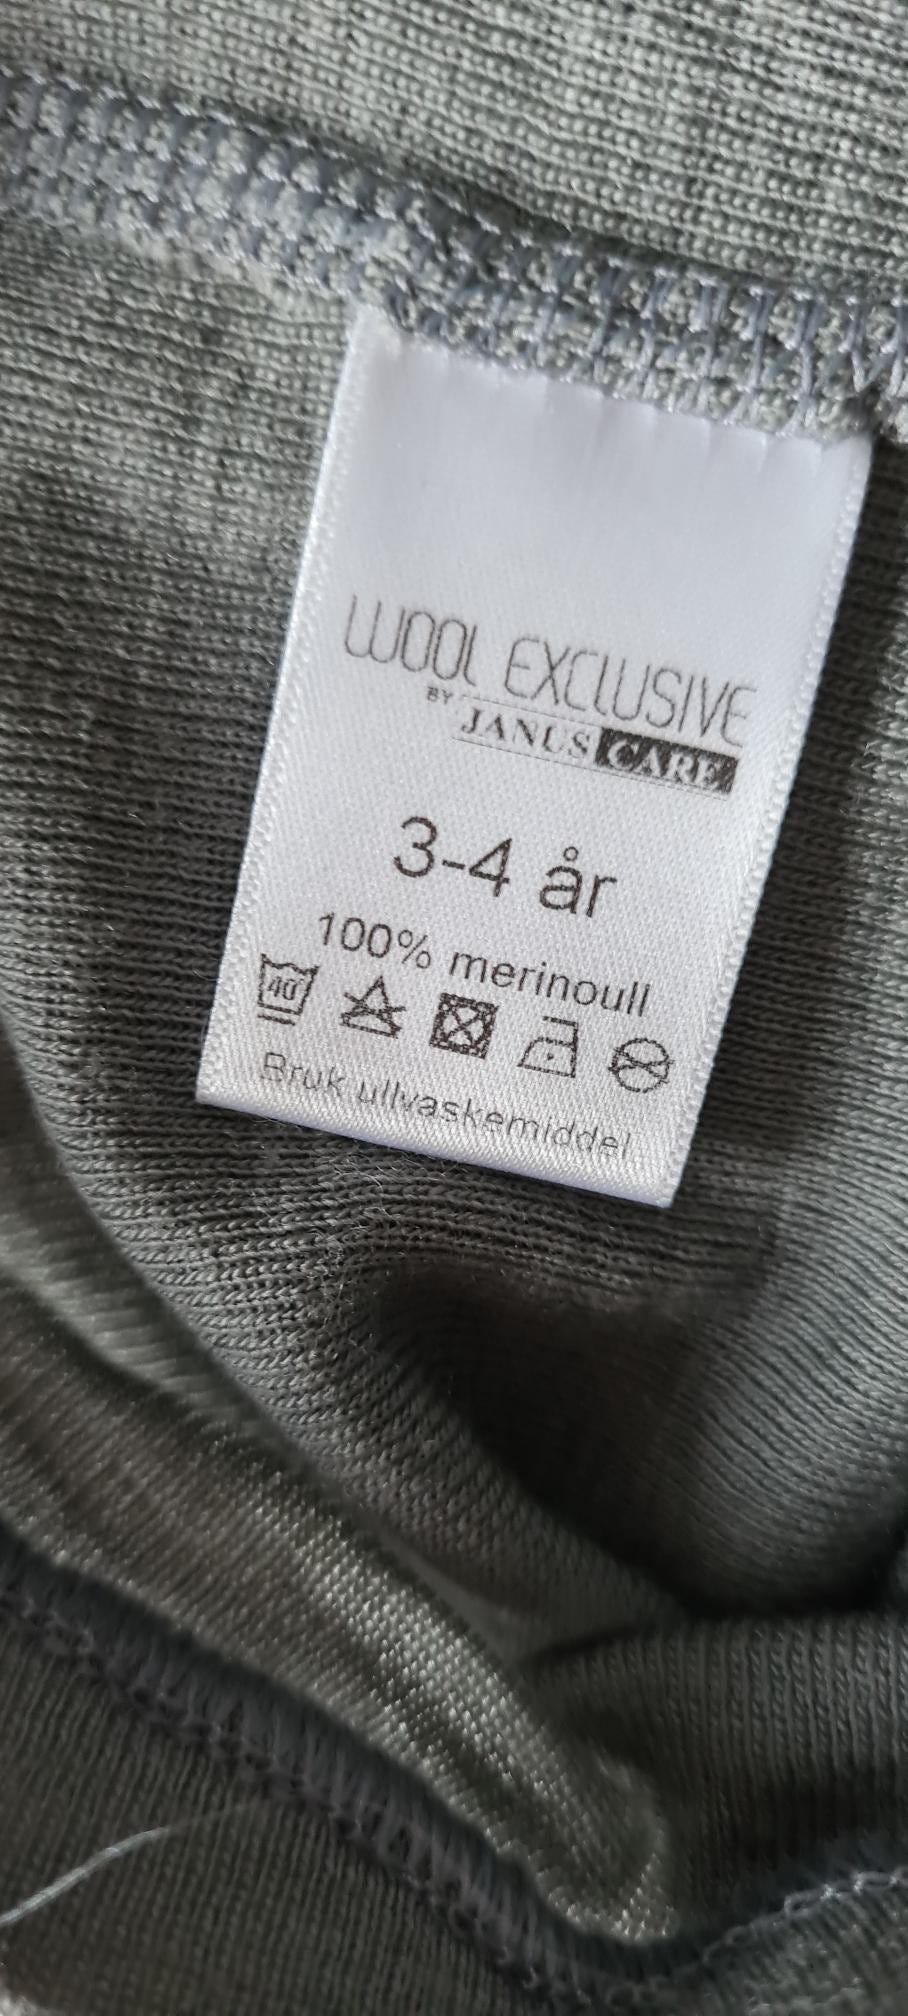 WOOL EXCLUSIVE
BY JANUS CARE
3-4 år
100% merinoull
40
Bruk ullvaskemiddel